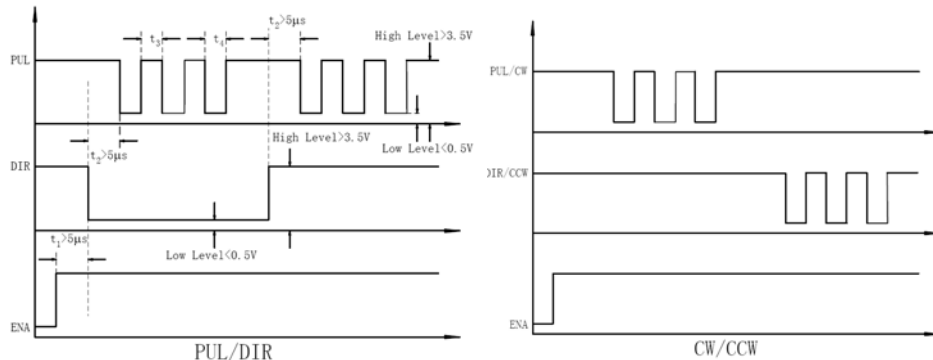 t₃
t₄
t₂>5μs
High Level>3.5V
PUL
t₂>5μs
High Level>3.5V
Low Level<0.5V
DIR
t₁>5μs
Low Level<0.5V
ENA
PUL/DIR
PUL/CW
DIR/CCW
ENA
CW/CCW